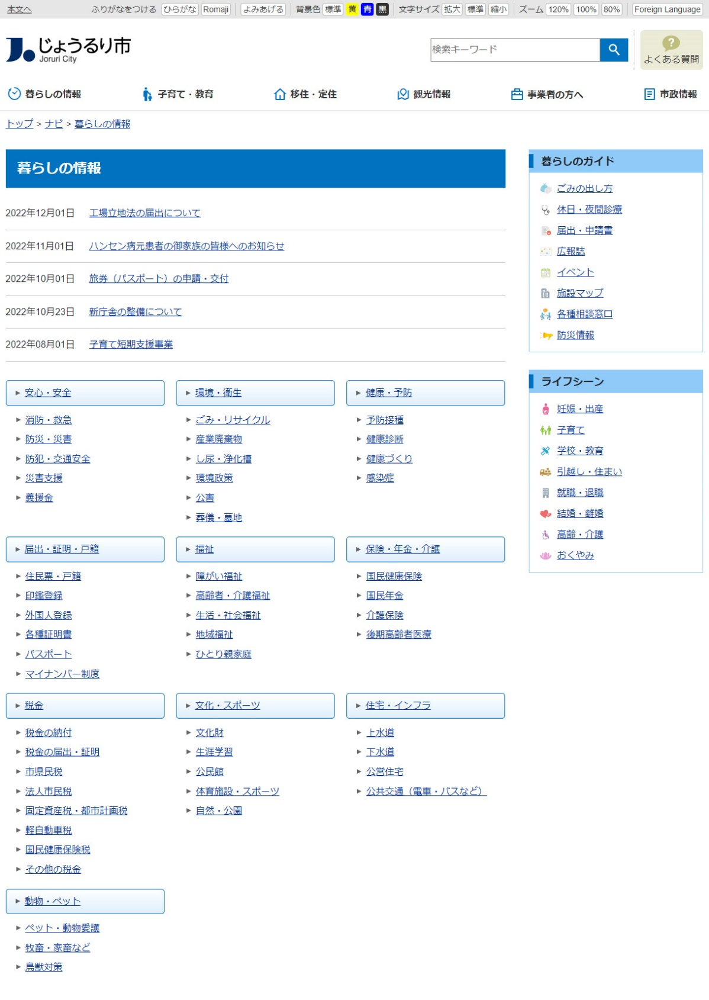 本文へ ふりがなをつける ひらがな Romaji よみあげる 背景色 標準 黄 青 黒 文字サイズ 拡大 標準 縮小 ズーム 120% 100% 80% Foreign Language
じょうるり市
Joruri City
検索キーワード
?
よくある質問
暮らしの情報 子育て・教育 移住・定住 観光情報 事業者の方へ 市政情報
トップ > ナビ > 暮らしの情報
暮らしの情報
2022年12月01日 工場立地法の届出について
2022年11月01日 ハンセン病元患者の御家族の皆様へのお知らせ
2022年10月01日 旅券（パスポート）の申請・交付
2022年10月23日 新庁舎の整備について
2022年08月01日 子育て短期支援事業
安心・安全
消防・救急
防災・災害
防犯・交通安全
災害支援
義援金
環境・衛生
ごみ・リサイクル
産業廃棄物
し尿・浄化槽
環境政策
公害
葬儀・墓地
健康・予防
予防接種
健康診断
健康づくり
感染症
届出・証明・戸籍
住民票・戸籍
印鑑登録
外国人登録
各種証明書
パスポート
マイナンバー制度
福祉
障がい福祉
高齢者・介護福祉
生活・社会福祉
地域福祉
ひとり親家庭
保険・年金・介護
国民健康保険
国民年金
介護保険
後期高齢者医療
税金
税金の納付
税金の届出・証明
市県民税
法人市民税
固定資産税・都市計画税
軽自動車税
国民健康保険税
その他の税金
文化・スポーツ
文化財
生涯学習
公民館
体育施設・スポーツ
自然・公園
住宅・インフラ
上水道
下水道
公営住宅
公共交通（電車・バスなど）
動物・ペット
ペット・動物愛護
牧畜・家畜など
鳥獣対策
暮らしのガイド
ごみの出し方
休日・夜間診療
届出・申請書
広報誌
イベント
施設マップ
各種相談窓口
防災情報
ライフシーン
妊娠・出産
子育て
学校・教育
引越し・住まい
就職・退職
結婚・離婚
高齢・介護
おくやみ